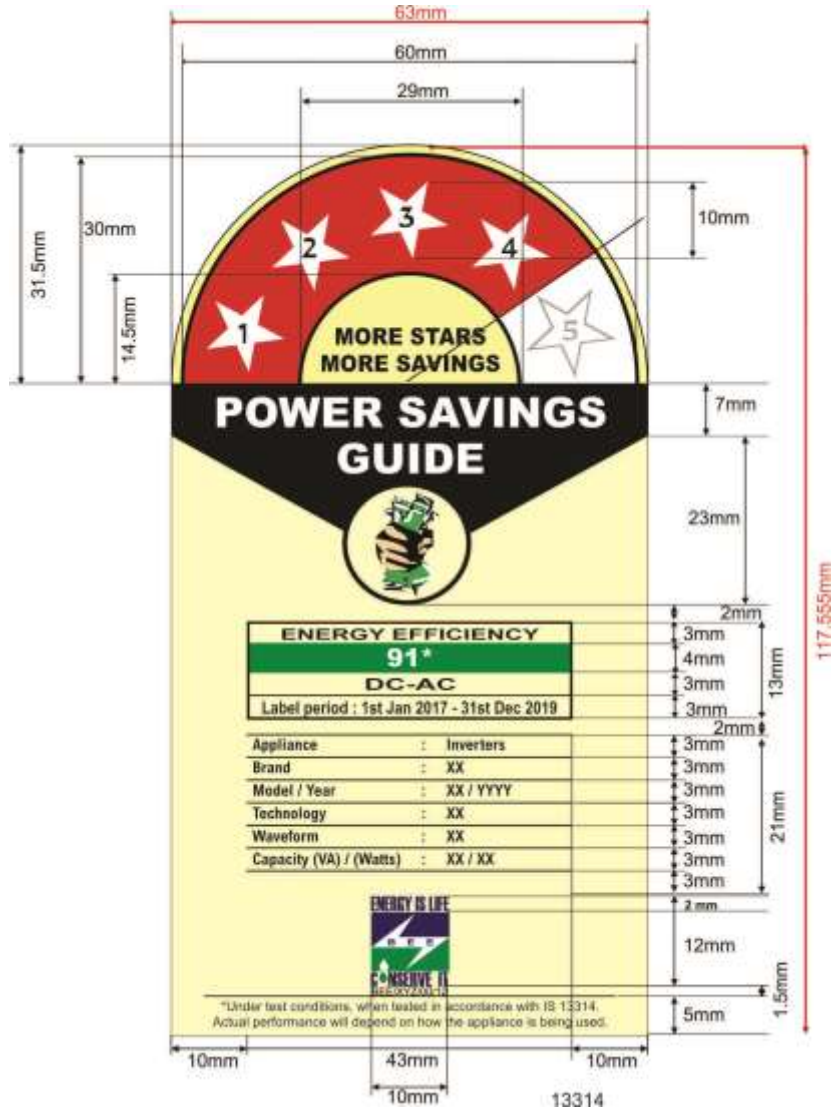 63mm
60mm
29mm
31.5mm
30mm
14.5mm
10mm
1
2
3
4
5
MORE STARS
MORE SAVINGS
POWER SAVINGS
GUIDE
7mm
23mm
117.555mm
2mm
ENERGY EFFICIENCY
3mm
91*
4mm
DC-AC
3mm
Label period : 1st Jan 2017 - 31st Dec 2019
3mm
13mm
2mm
Appliance : Inverters
3mm
Brand : XX
3mm
Model / Year : XX / YYYY
3mm
Technology : XX
3mm
Waveform : XX
3mm
Capacity (VA) / (Watts) : XX / XX
3mm
3mm
21mm
ENERGY IS LIFE
2 mm
BEE
12mm
CONSERVE IT
1.5mm
*Under test conditions, when tested in accordance with IS 13314.
Actual performance will depend on how the appliance is being used.
5mm
10mm
43mm
10mm
10mm
13314